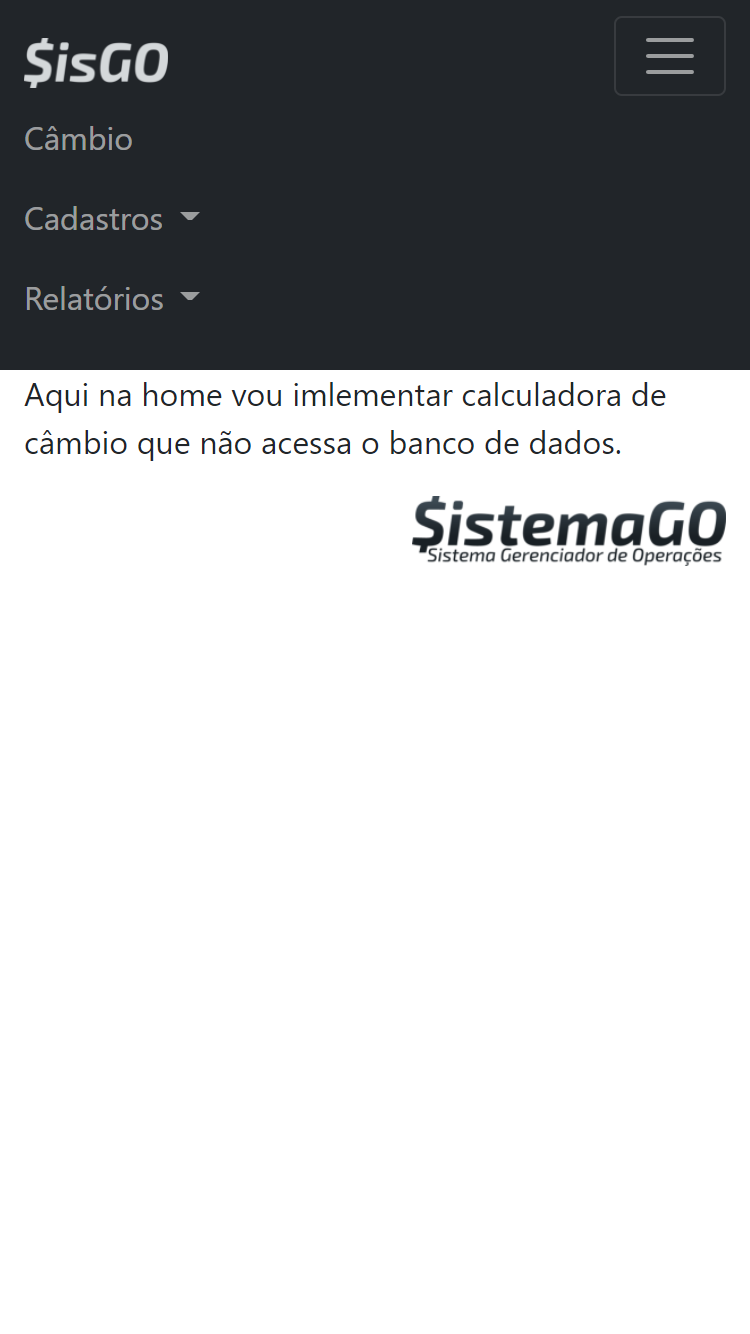 $isGO
Câmbio
Cadastros
Relatórios
Aqui na home vou imlementar calculadora de
câmbio que não acessa o banco de dados.
$istemaGO
Sistema Gerenciador de Operações